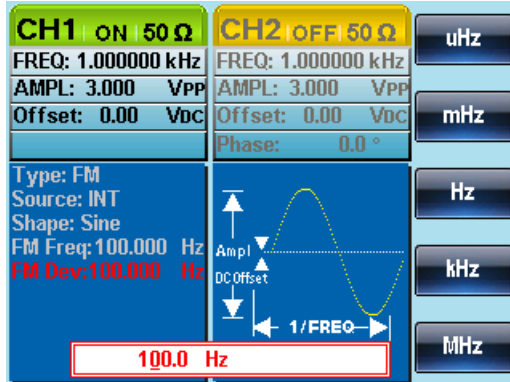 CH1 ON 50 Ω
FREQ: 1.000000 kHz
AMPL: 3.000 VPP
Offset: 0.00 VDC
CH2 OFF 50 Ω
FREQ: 1.000000 kHz
AMPL: 3.000 VPP
Offset: 0.00 VDC
Phase: 0.0 °
Type: FM
Source: INT
Shape: Sine
FM Freq:100.000 Hz
FM Dev:100.000 Hz
Ampl
DC Offset
1/FREQ
100.0 Hz
uHz
mHz
Hz
kHz
MHz